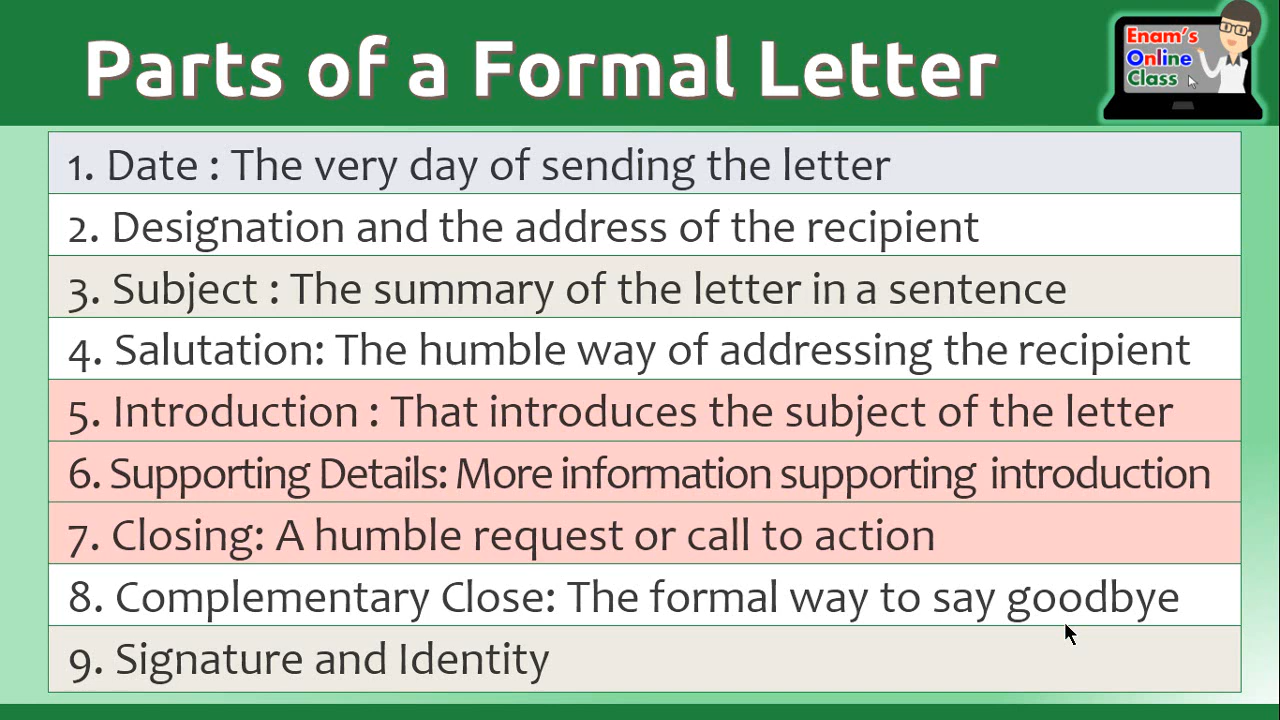 Parts of a Formal Letter
Enam's
Online
Class
1. Date : The very day of sending the letter
2. Designation and the address of the recipient
3. Subject : The summary of the letter in a sentence
4. Salutation: The humble way of addressing the recipient
5. Introduction : That introduces the subject of the letter
6. Supporting Details: More information supporting introduction
7. Closing: A humble request or call to action
8. Complementary Close: The formal way to say goodbye
9. Signature and Identity